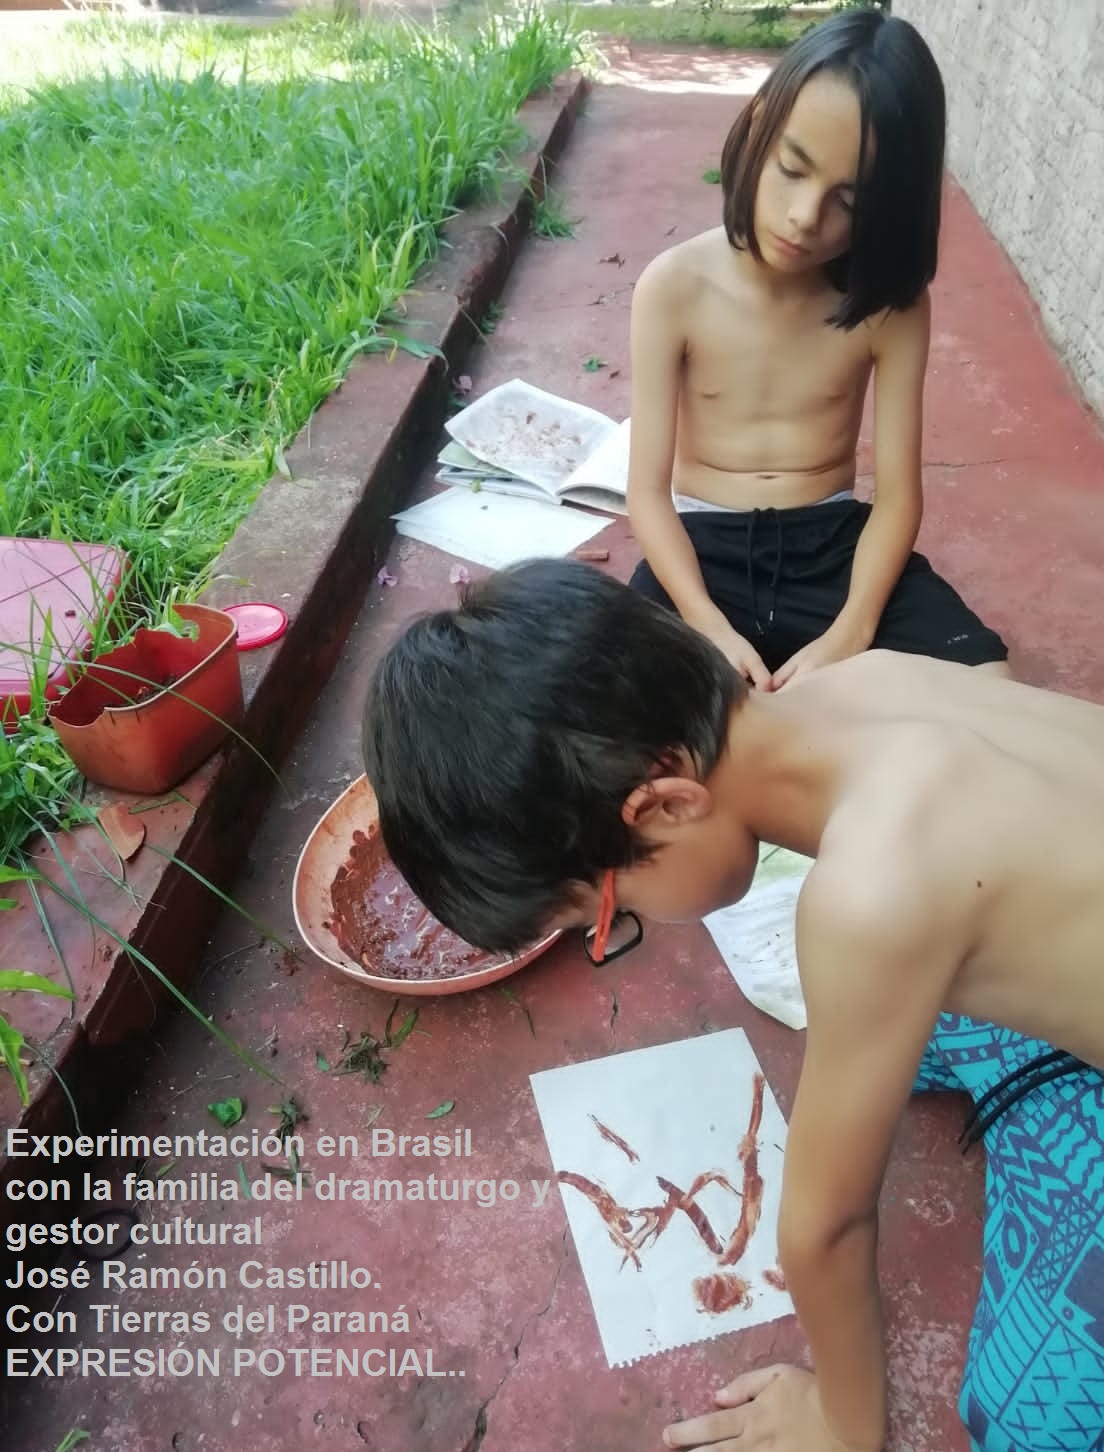 Experimentación en Brasil
con la familia del dramaturgo y
gestor cultural
José Ramón Castillo.
Con Tierras del Paraná
EXPRESIÓN POTENCIAL..